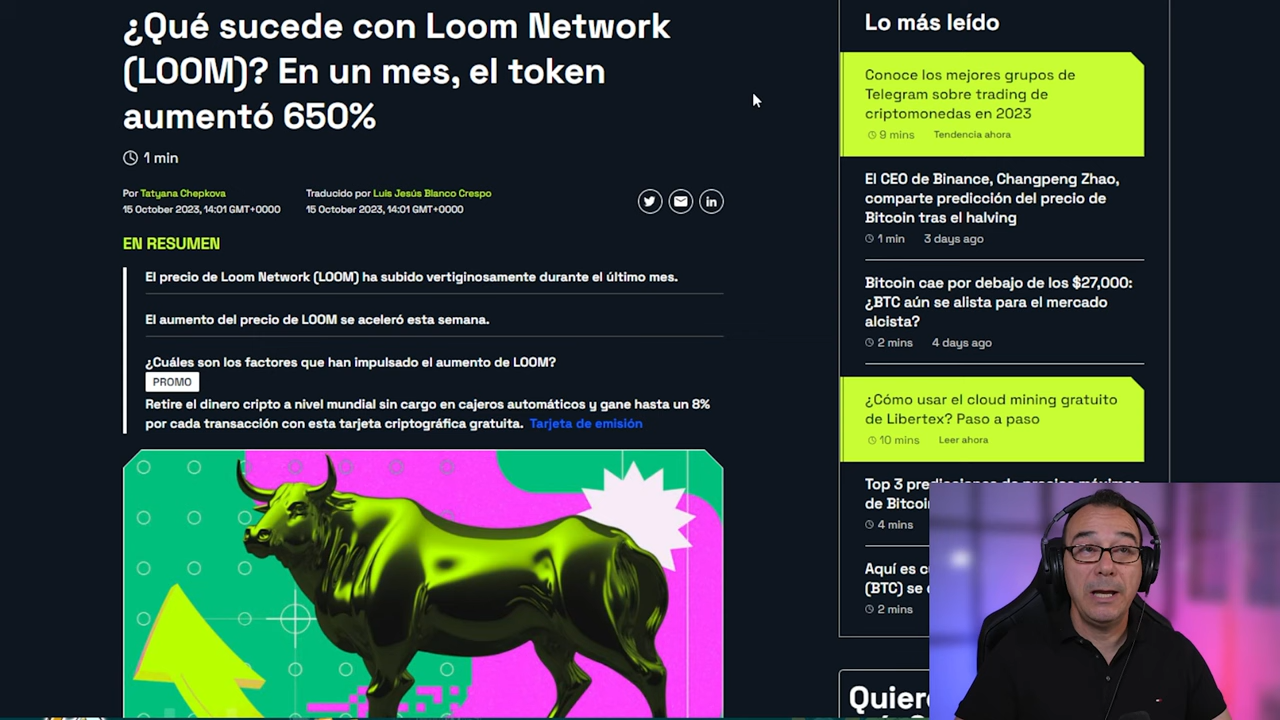 ¿Qué sucede con Loom Network
(LOOM)? En un mes, el token
aumentó 650%
1 min
Por Tatyana Chepkova
15 October 2023, 14:01 GMT+0000
Traducido por Luis Jesús Blanco Crespo
15 October 2023, 14:01 GMT+0000
in
EN RESUMEN
El precio de Loom Network (LOOM) ha subido vertiginosamente durante el último mes.
El aumento del precio de LOOM se aceleró esta semana.
¿Cuáles son los factores que han impulsado el aumento de LOOM?
PROMO
Retire el dinero cripto a nivel mundial sin cargo en cajeros automáticos y gane hasta un 8%
por cada transacción con esta tarjeta criptográfica gratuita. Tarjeta de emisión
Lo más leído
Conoce los mejores grupos de
Telegram sobre trading de
criptomonedas en 2023
9 mins Tendencia ahora
El CEO de Binance, Changpeng Zhao,
comparte predicción del precio de
Bitcoin tras el halving
1 min 3 days ago
Bitcoin cae por debajo de los $27,000:
¿BTC aún se alista para el mercado
alcista?
2 mins 4 days ago
¿Cómo usar el cloud mining gratuito
de Libertex? Paso a paso
10 mins Leer ahora
Top 3
4 mins
Aquí es
(BTC) se
2 mins